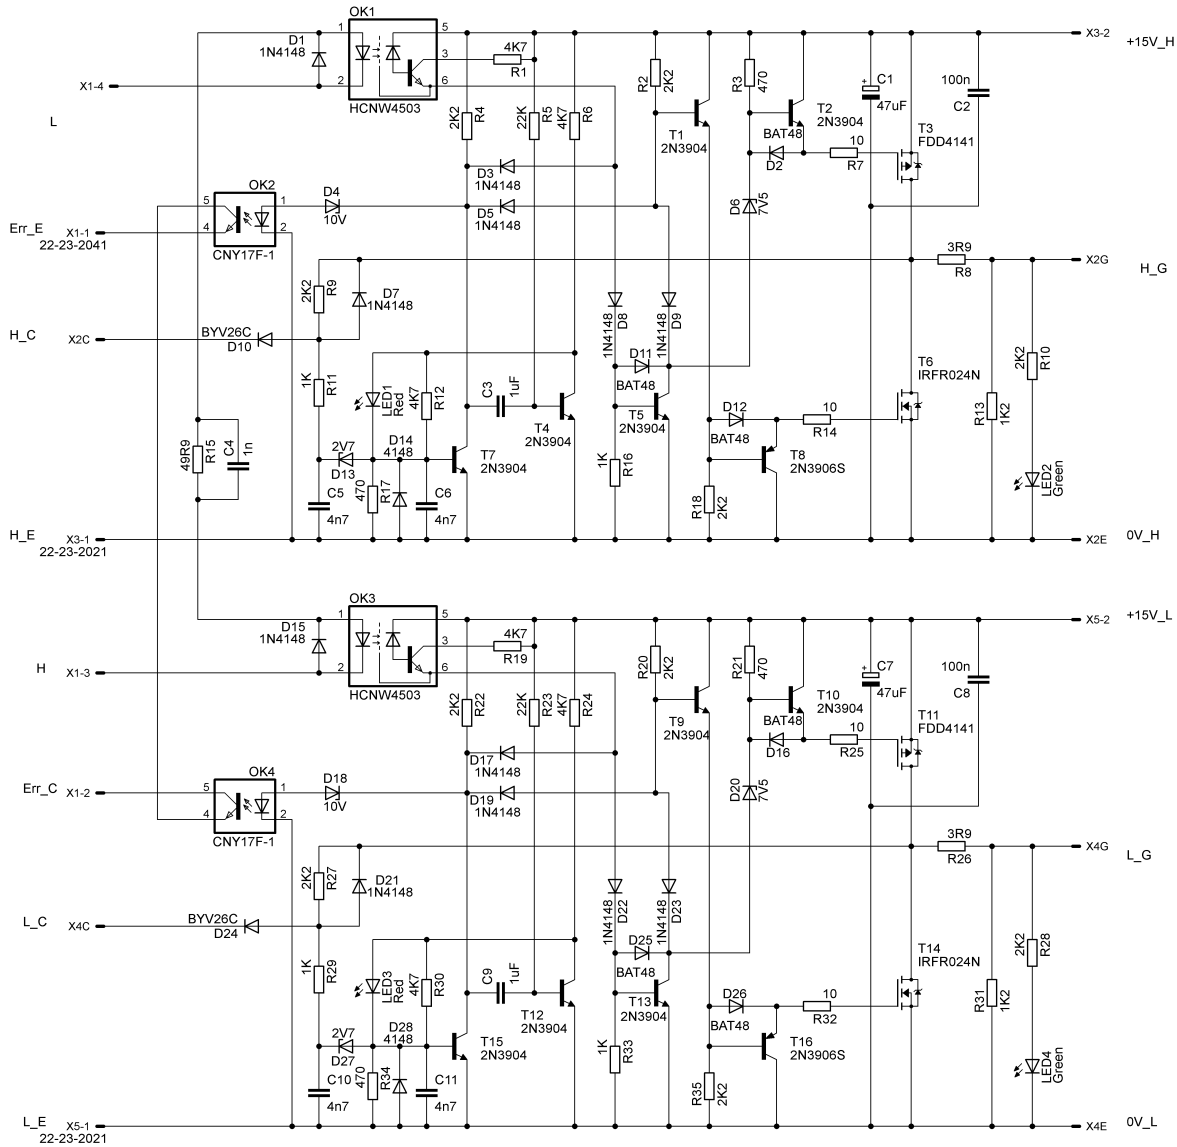 OK1
D1
1N4148
1
2
5
3
6
HCNW4503
4K7
R1
X1-4
L
2K2
R4
22K
R5
4K7
R6
R2
2K2
R3
470
T1
2N3904
T2
2N3904
BAT48
D2
10
R7
C1
+
47uF
100n
C2
T3
FDD4141
X3-2
+15V_H
D3
1N4148
D5
1N4148
D6
7V5
OK2
5
4
1
2
CNY17F-1
D4
10V
Err_E
X1-1
22-23-2041
2K2
R9
D7
1N4148
H_C
X2C
BYV26C
D10
1K
R11
LED1
Red
4K7
R12
C3
1uF
T4
2N3904
1N4148
D8
1N4148
D9
D11
BAT48
T5
2N3904
1K
R16
D12
BAT48
10
R14
T6
IRFR024N
T8
2N3906S
R18
2K2
3R9
R8
X2G
H_G
2K2
R10
R13
1K2
LED2
Green
49R9
R15
C4
1n
2V7
D13
D14
4148
T7
2N3904
C5
4n7
470
R17
C6
4n7
H_E
X3-1
22-23-2021
X2E
0V_H
OK3
D15
1N4148
1
2
5
3
6
HCNW4503
4K7
R19
H
X1-3
2K2
R22
22K
R23
4K7
R24
R20
2K2
R21
470
T9
2N3904
T10
2N3904
BAT48
D16
10
R25
C7
+
47uF
100n
C8
T11
FDD4141
X5-2
+15V_L
D17
1N4148
D19
1N4148
D20
7V5
OK4
5
4
1
2
CNY17F-1
D18
10V
Err_C
X1-2
2K2
R27
D21
1N4148
L_C
X4C
BYV26C
D24
1K
R29
LED3
Red
4K7
R30
C9
1uF
T12
2N3904
1N4148
D22
1N4148
D23
D25
BAT48
T13
2N3904
1K
R33
D26
BAT48
10
R32
T14
IRFR024N
T16
2N3906S
R35
2K2
3R9
R26
X4G
L_G
2K2
R28
R31
1K2
LED4
Green
2V7
D27
D28
4148
T15
2N3904
C10
4n7
470
R34
C11
4n7
L_E
X5-1
22-23-2021
X4E
0V_L